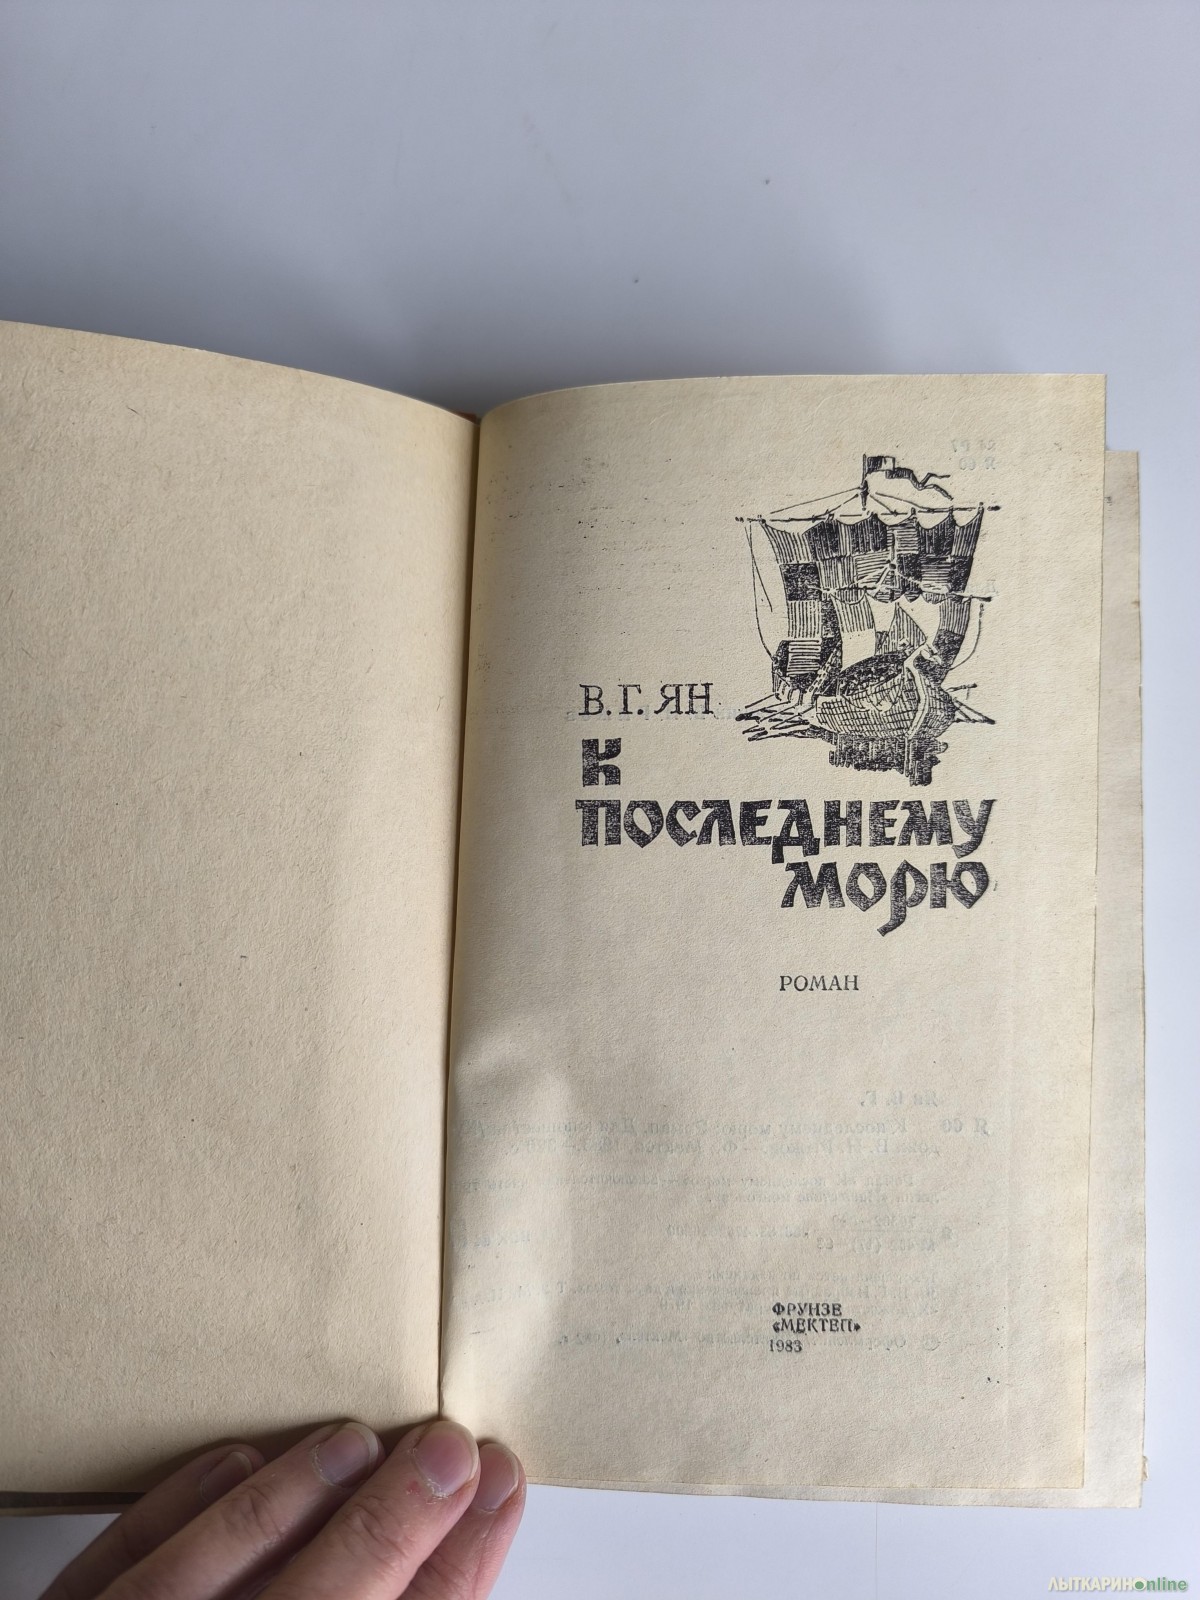 В. Г. ЯН
К
ПОСЛЕДНЕМУ
МОРЮ
РОМАН
ФРУНЗЕ
«МЕКТЕП»
1983
ЛЫТКАРИНОonline